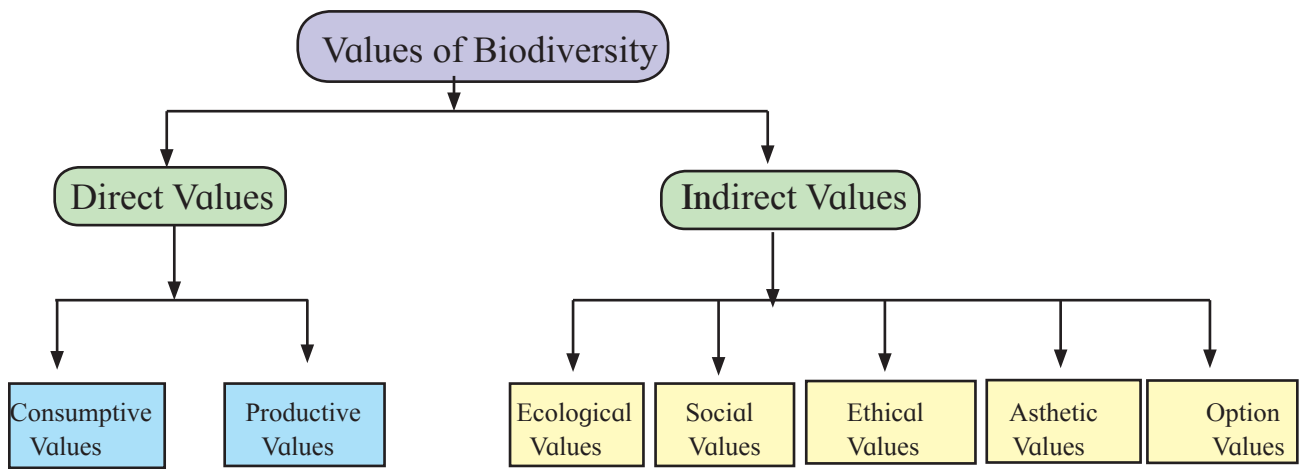 Values of Biodiversity
Direct Values
Indirect Values
Consumptive
Values
Productive
Values
Ecological
Values
Social
Values
Ethical
Values
Asthetic
Values
Option
Values